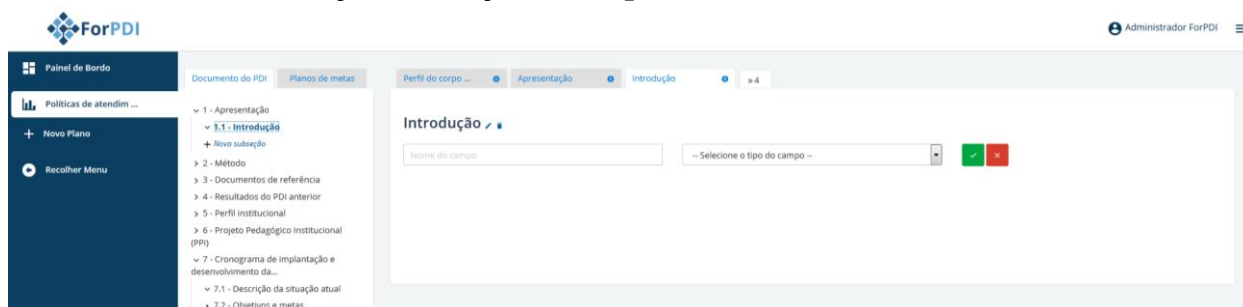 ForPDI
Administrador ForPDI
Painel de Bordo
Políticas de atendim ...
Novo Plano
Recolher Menu
Documento do PDI
Planos de metas
1 - Apresentação
1.1 - Introdução
+ Nova subseção
2 - Método
3 - Documentos de referência
4 - Resultados do PDI anterior
5 - Perfil institucional
6 - Projeto Pedagógico Institucional
(PPI)
7 - Cronograma de implantação e
desenvolvimento da...
7.1 - Descrição da situação atual
7.2 - Objetivos e metas
Perfil do corpo ...
Apresentação
Introdução
»4
Introdução
Nome do campo
-- Selecione o tipo do campo --